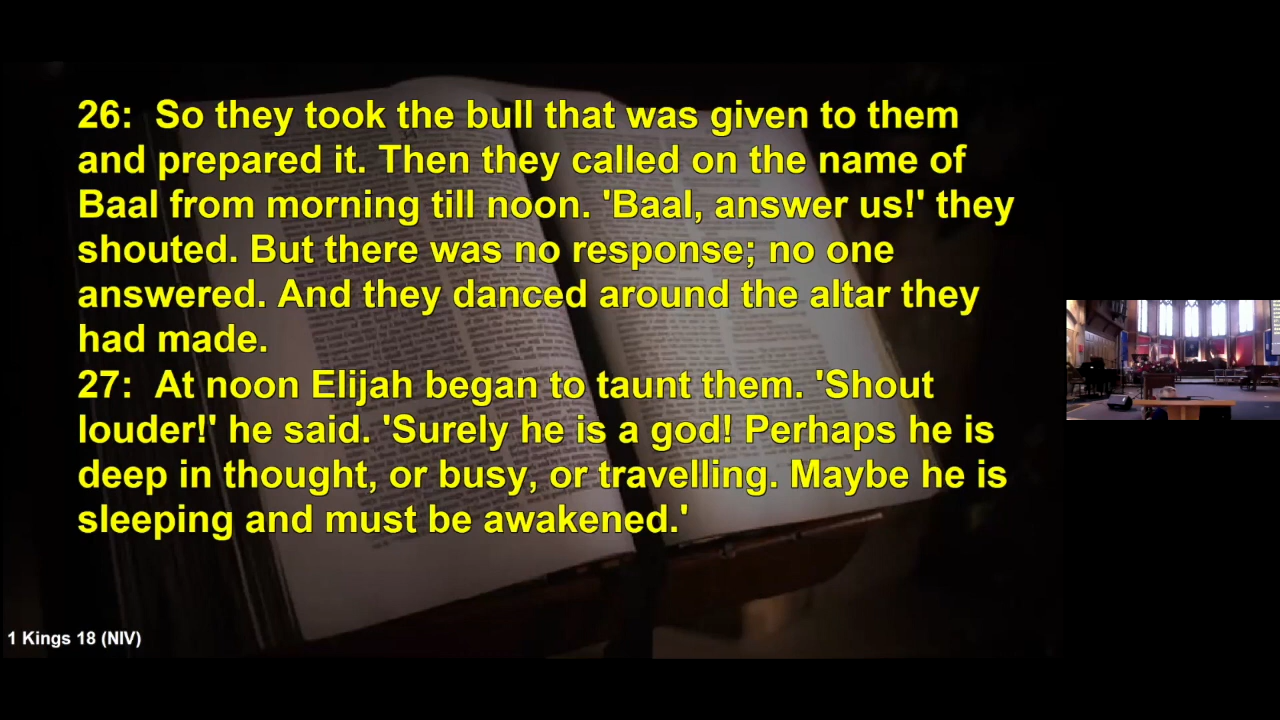 26:  So they took the bull that was given to them
and prepared it. Then they called on the name of
Baal from morning till noon. 'Baal, answer us!' they
shouted. But there was no response; no one
answered. And they danced around the altar they
had made.
27:  At noon Elijah began to taunt them. 'Shout
louder!' he said. 'Surely he is a god! Perhaps he is
deep in thought, or busy, or travelling. Maybe he is
sleeping and must be awakened.'
1 Kings 18 (NIV)